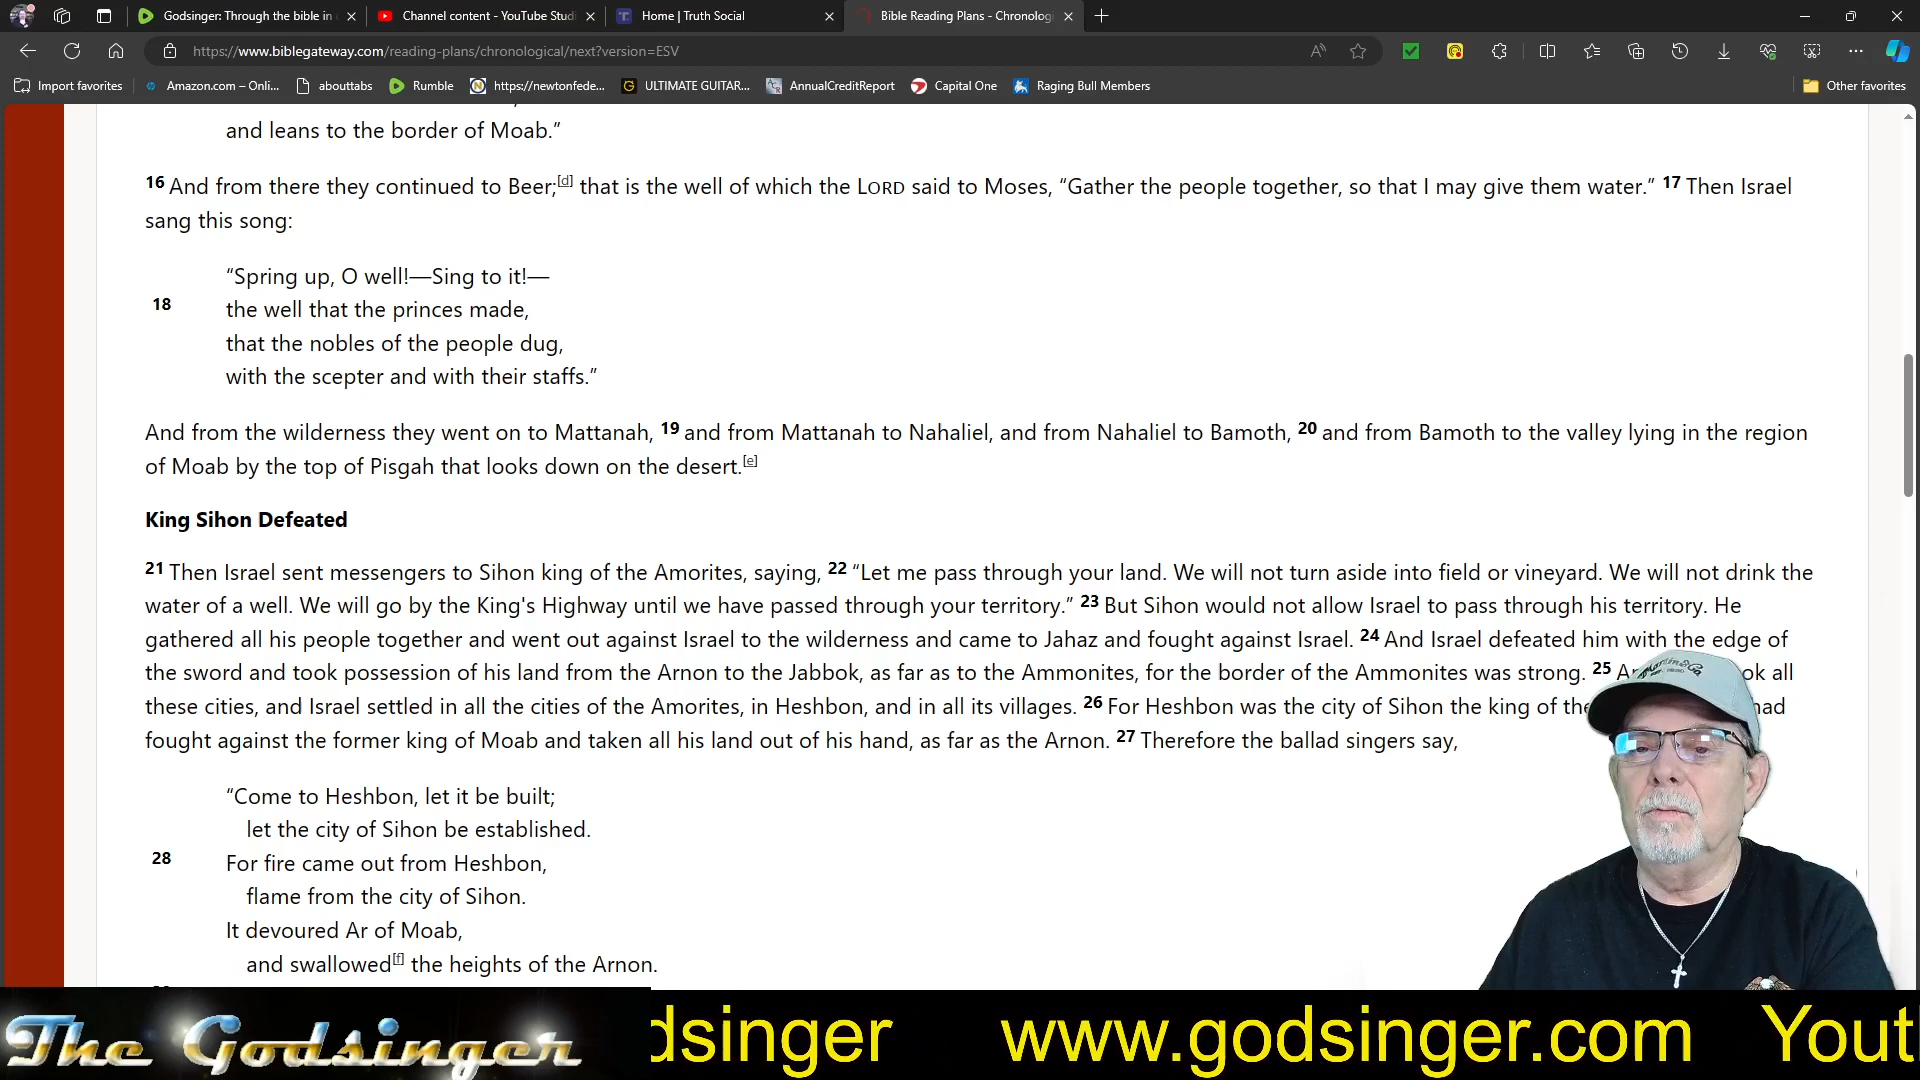 Godsinger: Through the bible in
Channel content - YouTube Studi
Home | Truth Social
Bible Reading Plans - Chronolog
https://www.biblegateway.com/reading-plans/chronological/next?version=ESV
Import favorites
Amazon.com – Onli...
abouttabs
Rumble
https://newtonfede...
ULTIMATE GUITAR...
AnnualCreditReport
Capital One
Raging Bull Members
Other favorites
and leans to the border of Moab.”
16 And from there they continued to Beer;[d] that is the well of which the LORD said to Moses, “Gather the people together, so that I may give them water.” 17 Then Israel
sang this song:
“Spring up, O well!—Sing to it!—
18 the well that the princes made,
that the nobles of the people dug,
with the scepter and with their staffs.”
And from the wilderness they went on to Mattanah, 19 and from Mattanah to Nahaliel, and from Nahaliel to Bamoth, 20 and from Bamoth to the valley lying in the region
of Moab by the top of Pisgah that looks down on the desert.[e]
King Sihon Defeated
21 Then Israel sent messengers to Sihon king of the Amorites, saying, 22 “Let me pass through your land. We will not turn aside into field or vineyard. We will not drink the
water of a well. We will go by the King's Highway until we have passed through your territory.” 23 But Sihon would not allow Israel to pass through his territory. He
gathered all his people together and went out against Israel to the wilderness and came to Jahaz and fought against Israel. 24 And Israel defeated him with the edge of
the sword and took possession of his land from the Arnon to the Jabbok, as far as to the Ammonites, for the border of the Ammonites was strong. 25 all
these cities, and Israel settled in all the cities of the Amorites, in Heshbon, and in all its villages. 26 For Heshbon was the city of Sihon the king of the
fought against the former king of Moab and taken all his land out of his hand, as far as the Arnon. 27 Therefore the ballad singers say,
“Come to Heshbon, let it be built;
let the city of Sihon be established.
28 For fire came out from Heshbon,
flame from the city of Sihon.
It devoured Ar of Moab,
and swallowed[f] the heights of the Arnon.
The Godsinger
dsinger www.godsinger.com Yout